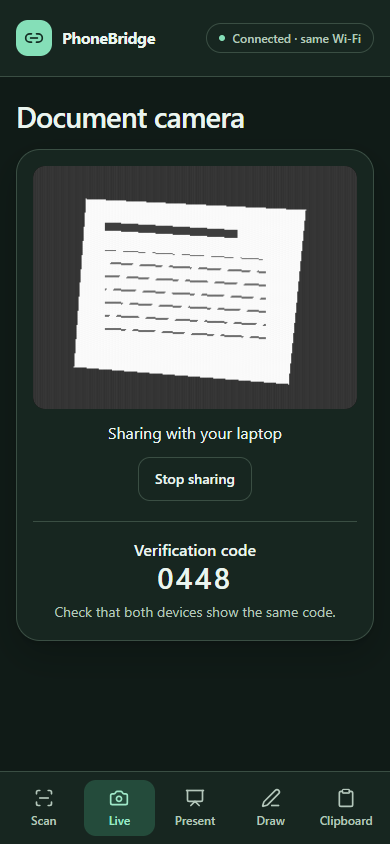 PhoneBridge
Connected · same Wi-Fi
Document camera
Sharing with your laptop
Stop sharing
Verification code
0448
Check that both devices show the same code.
Scan
Live
Present
Draw
Clipboard